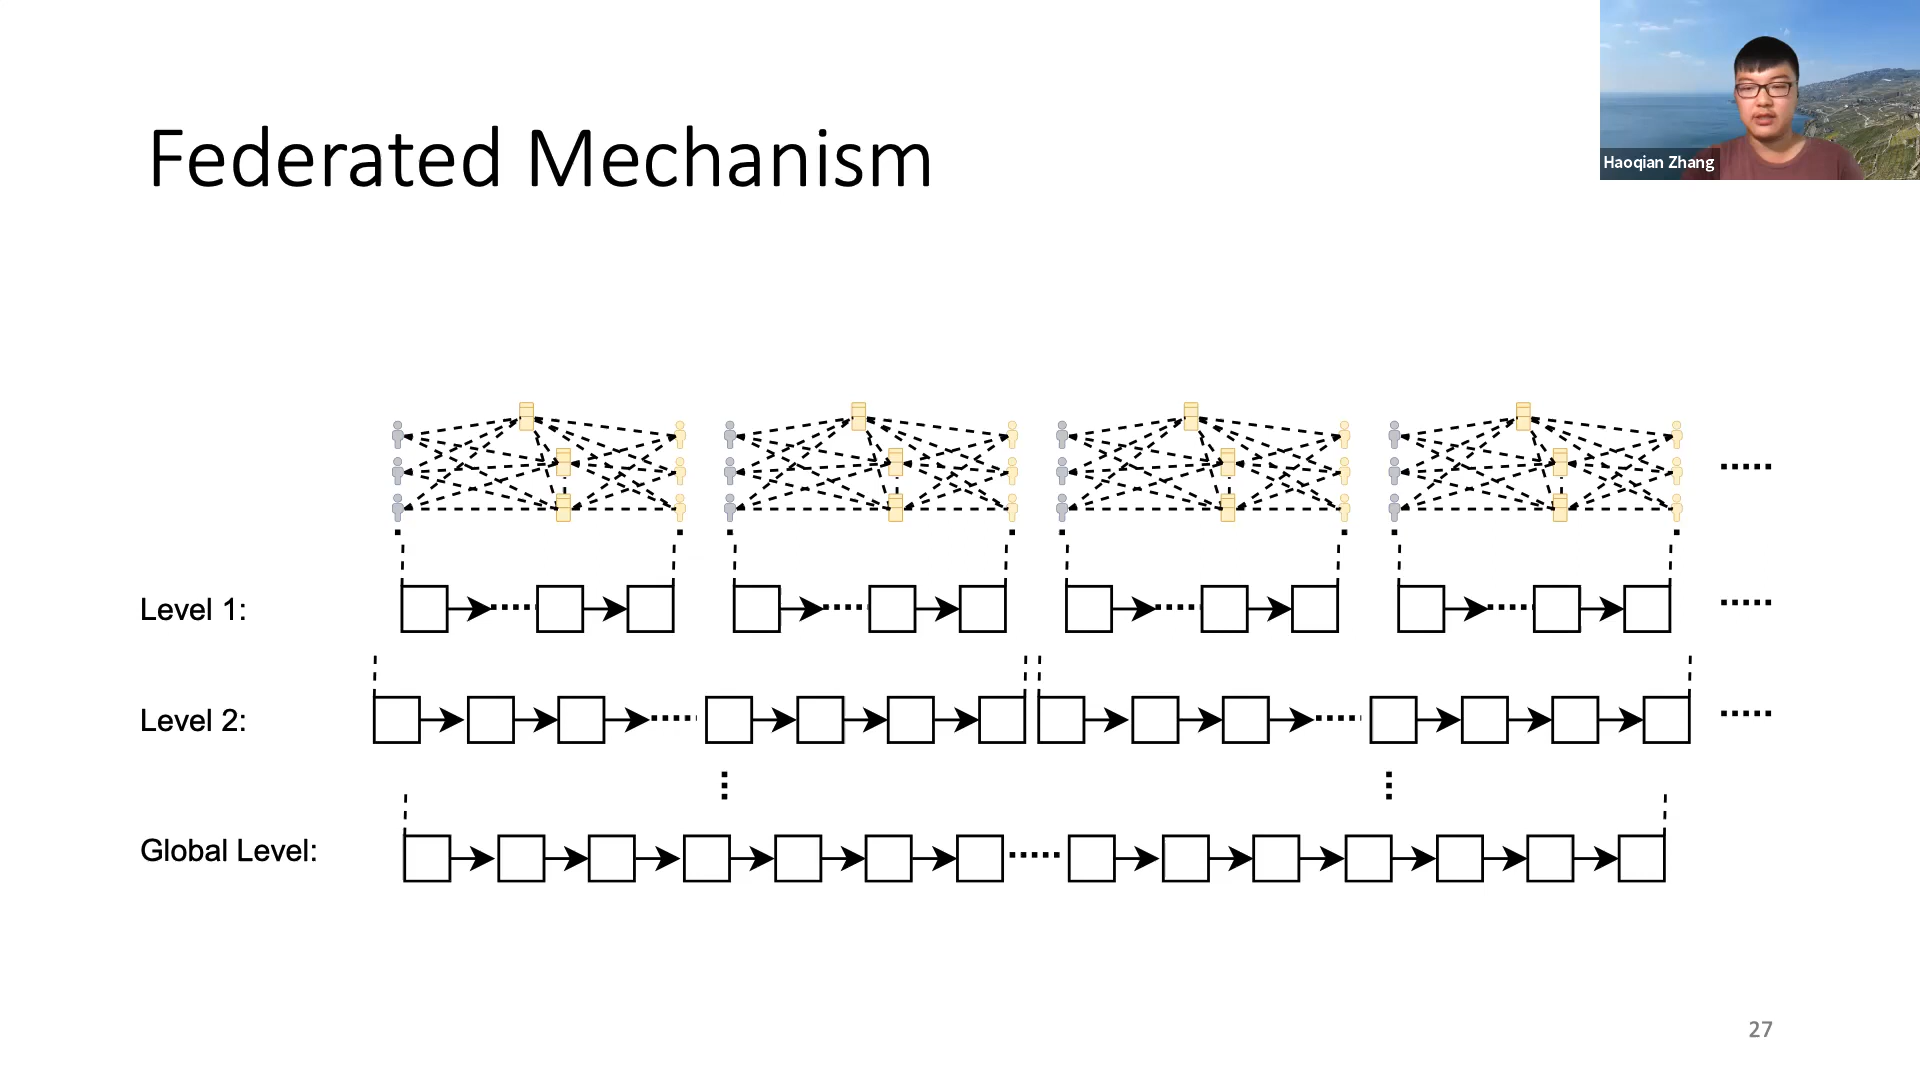 Federated Mechanism
Haoqian Zhang
Level 1:
Level 2:
Global Level:
27